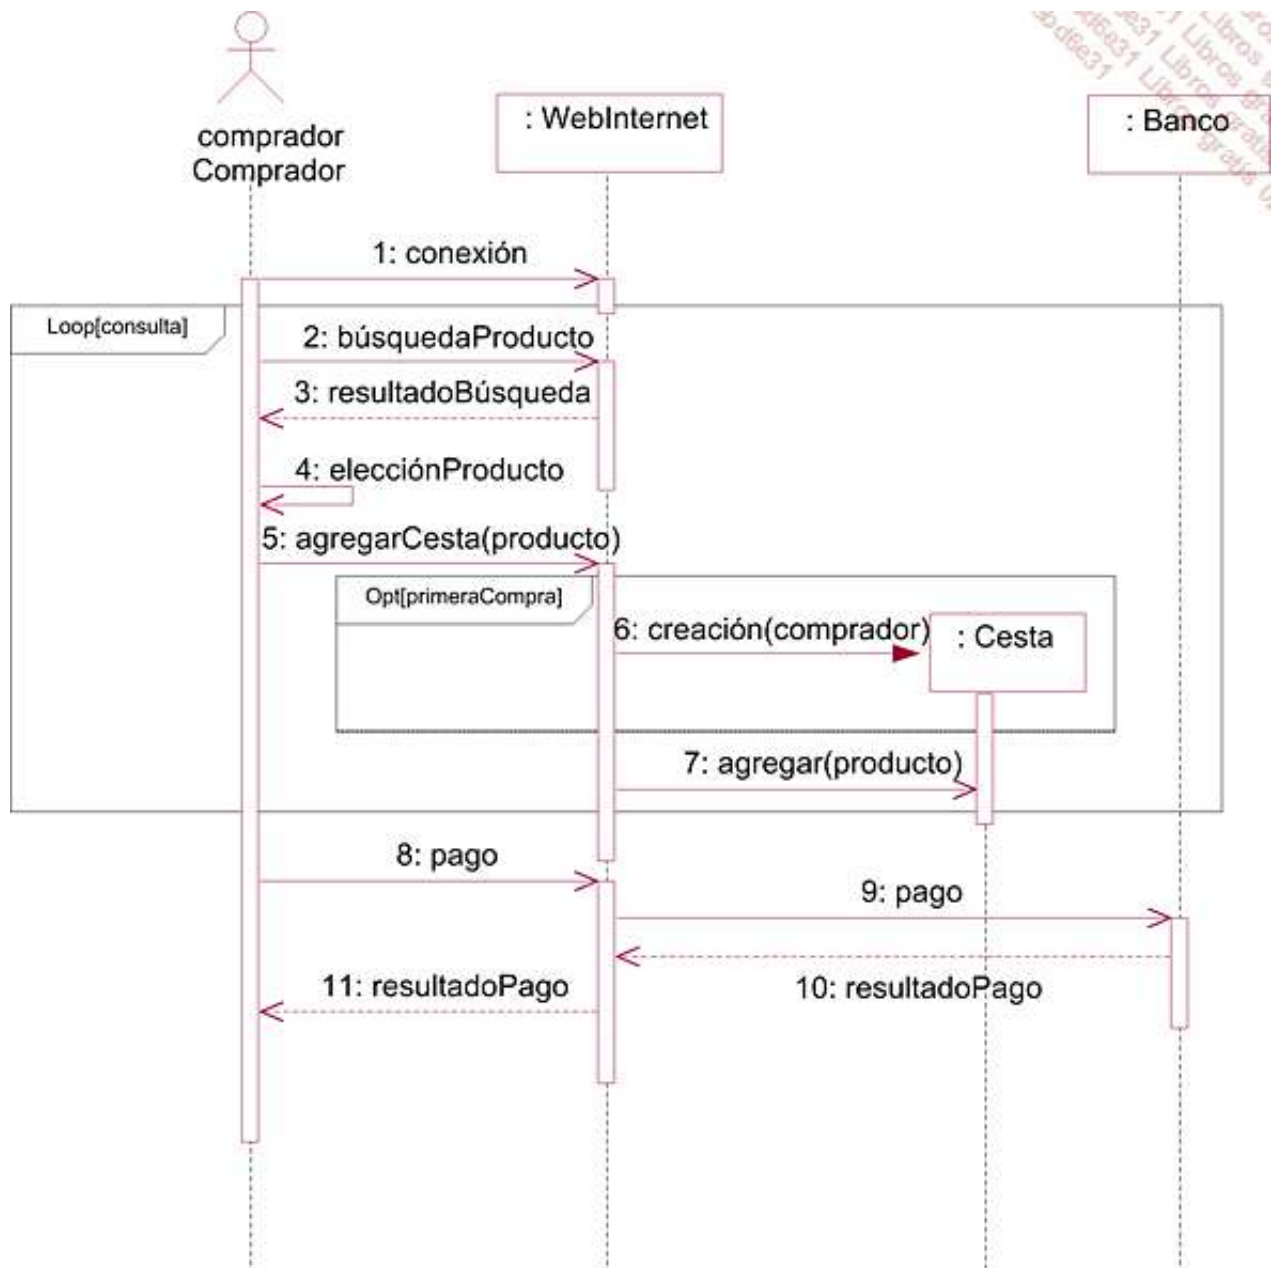 comprador
Comprador
: WebInternet
: Banco
1: conexión
Loop[consulta]
2: búsquedaProducto
3: resultadoBúsqueda
4: elecciónProducto
5: agregarCesta(producto)
Opt[primeraCompra]
6: creación(comprador)
: Cesta
7: agregar(producto)
8: pago
9: pago
10: resultadoPago
11: resultadoPago